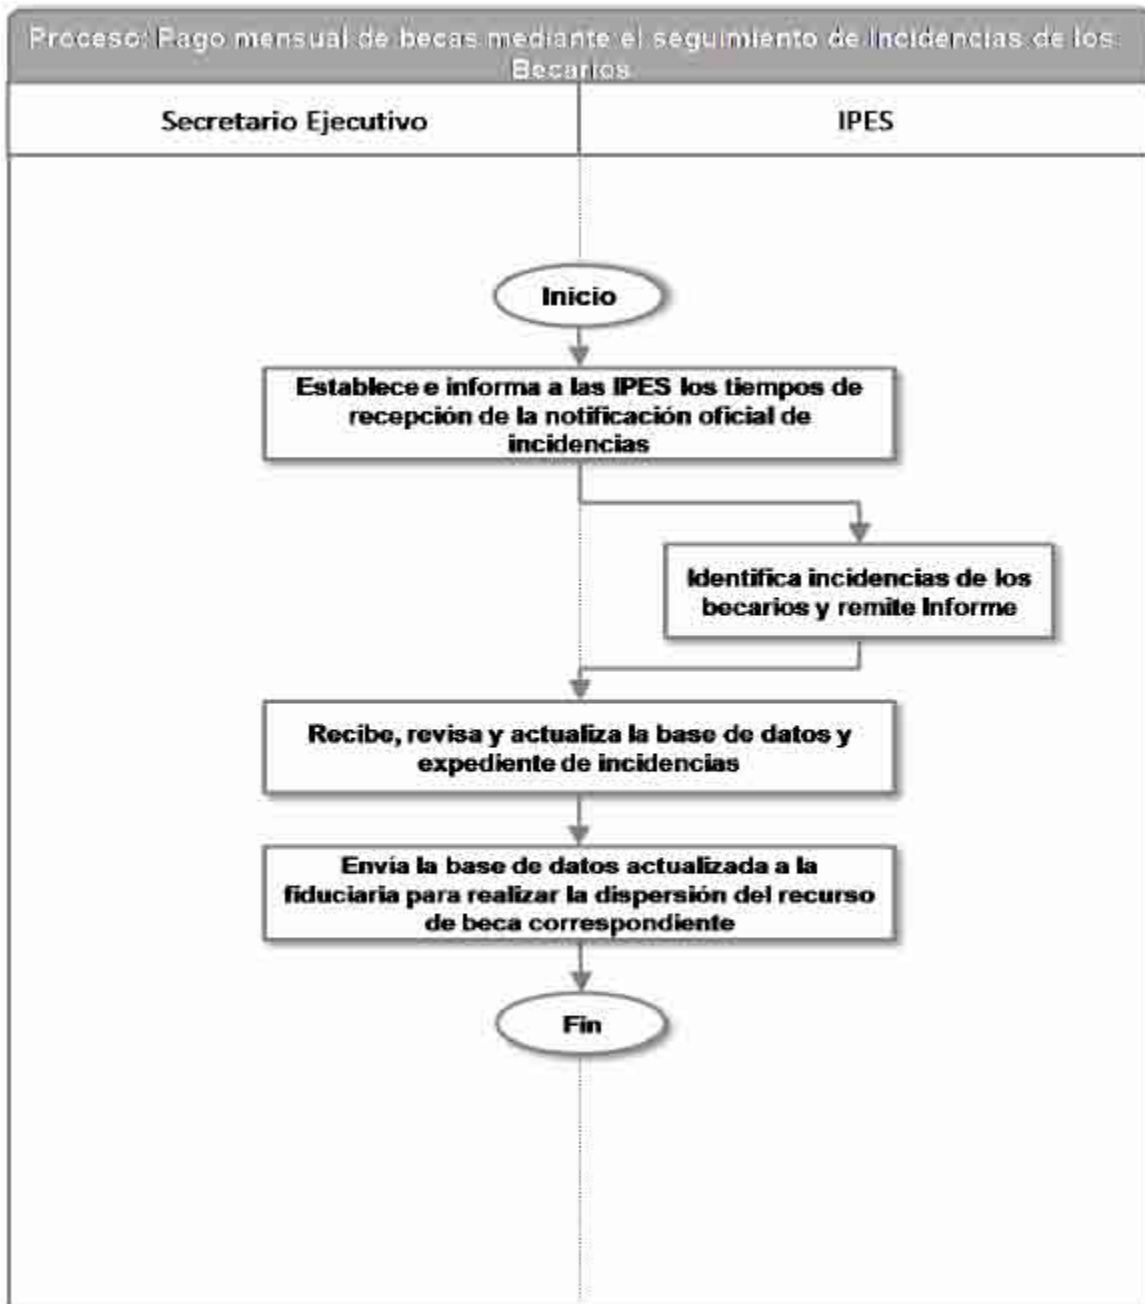 Proceso: Pago mensual de becas mediante el seguimiento de Incidencias de los
Becarios
Secretario Ejecutivo
IPES
Inicio
Establece e informa a las IPES los tiempos de
recepción de la notificación oficial de
incidencias
Identifica incidencias de los
becarios y remite Informe
Recibe, revisa y actualiza la base de datos y
expediente de incidencias
Envía la base de datos actualizada a la
fiduciaria para realizar la dispersión del recurso
de beca correspondiente
Fin